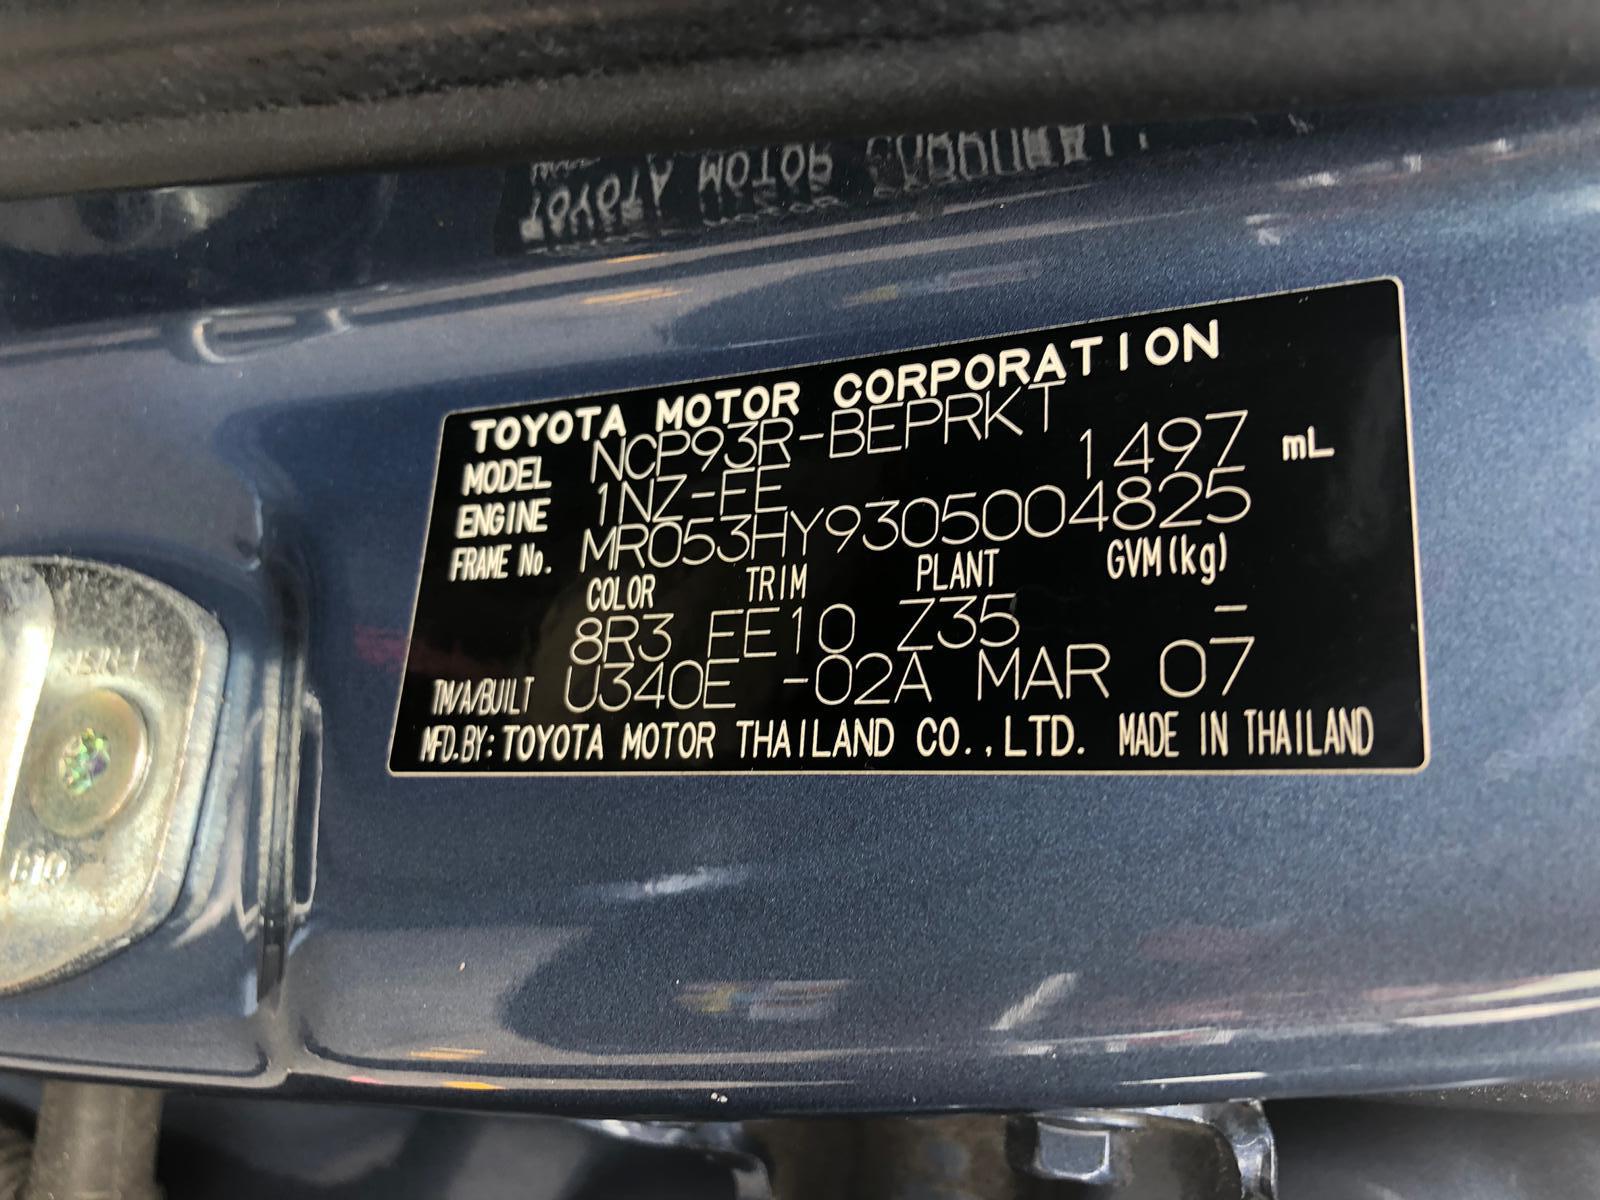 TOYOTA MOTOR CORPORATION
MODEL NCP93R-BEPRKT
ENGINE 1NZ-FE 1497 mL
FRAME No. MR053HY9305004825
COLOR TRIM PLANT GVM(kg)
8R3 FE10 Z35 -
TM/A/BUILT U340E -02A MAR 07
MFD.BY: TOYOTA MOTOR THAILAND CO.,LTD. MADE IN THAILAND